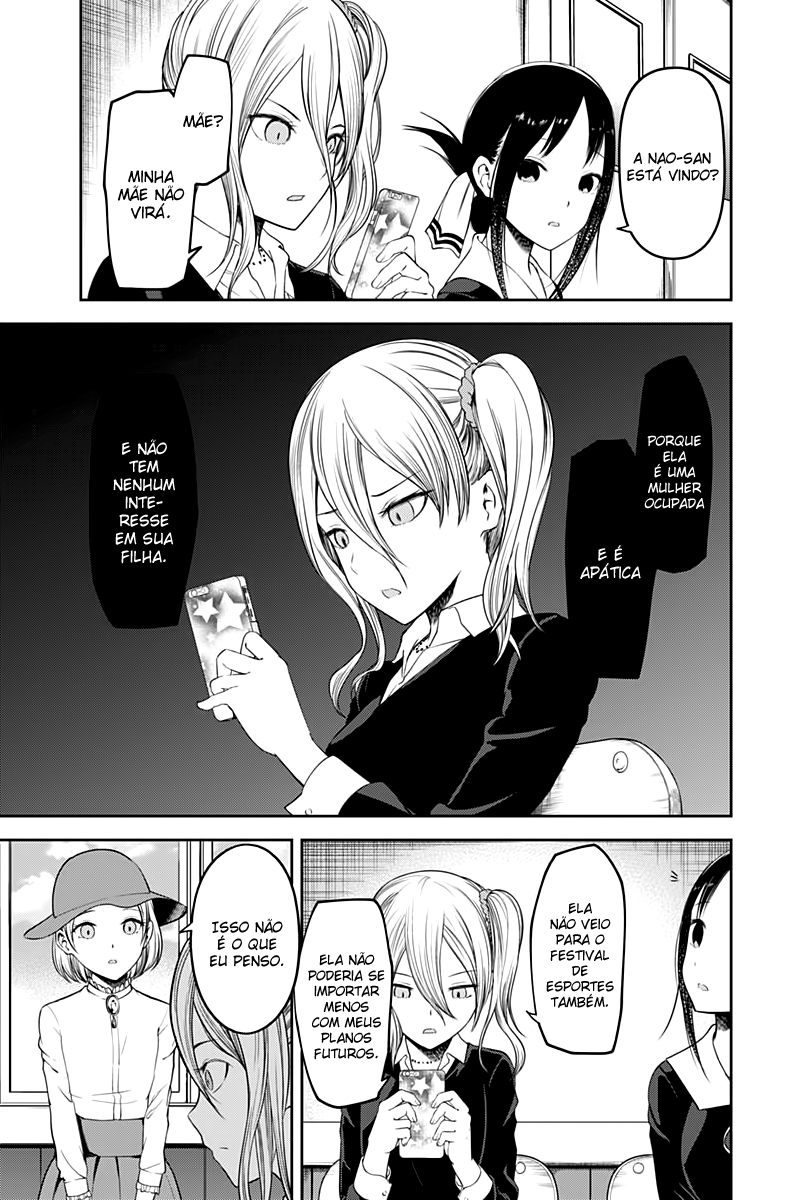 A NAO-SAN
ESTÁ VINDO?
MÃE?
MINHA
MÃE NÃO
VIRÁ.
PORQUE
ELA
É UMA
MULHER
OCUPADA
E É
APÁTICA
E NÃO
TEM
NENHUM
INTE-
RESSE
EM SUA
FILHA.
ELA
NÃO VEIO
PARA O
FESTIVAL
DE
ESPORTES
TAMBÉM.
ELA NÃO
PODERIA SE
IMPORTAR
MENOS
COM MEUS
PLANOS
FUTUROS.
ISSO NÃO
É O QUE
EU PENSO.